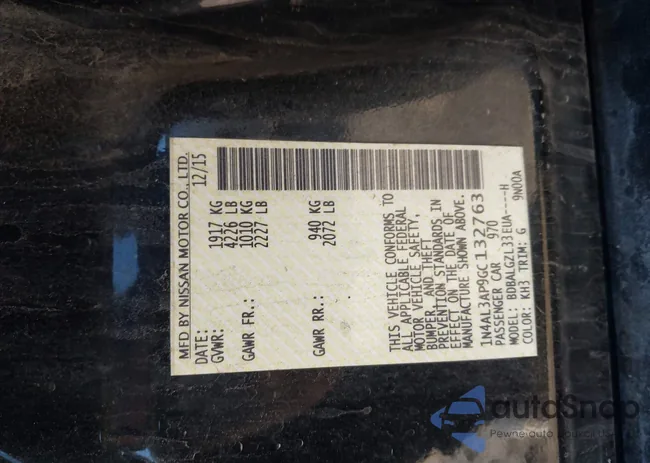 MFD BY NISSAN MOTOR CO., LTD.
DATE: 12/15
GVWR: 1917 KG
4226 LB
GAWR FR.: 1010 KG
2227 LB
GAWR RR.: 940 KG
2072 LB
THIS VEHICLE CONFORMS TO
ALL APPLICABLE FEDERAL
MOTOR VEHICLE SAFETY,
BUMPER, AND THEFT
PREVENTION STANDARDS IN
EFFECT ON THE DATE OF
MANUFACTURE SHOWN ABOVE.
1N4AL3AP9GC132763
PASSENGER CAR 970
MODEL: BDBALGZL33EUA----H
COLOR: KH3 TRIM: G 9N00A
autoSnap
Pewne auto